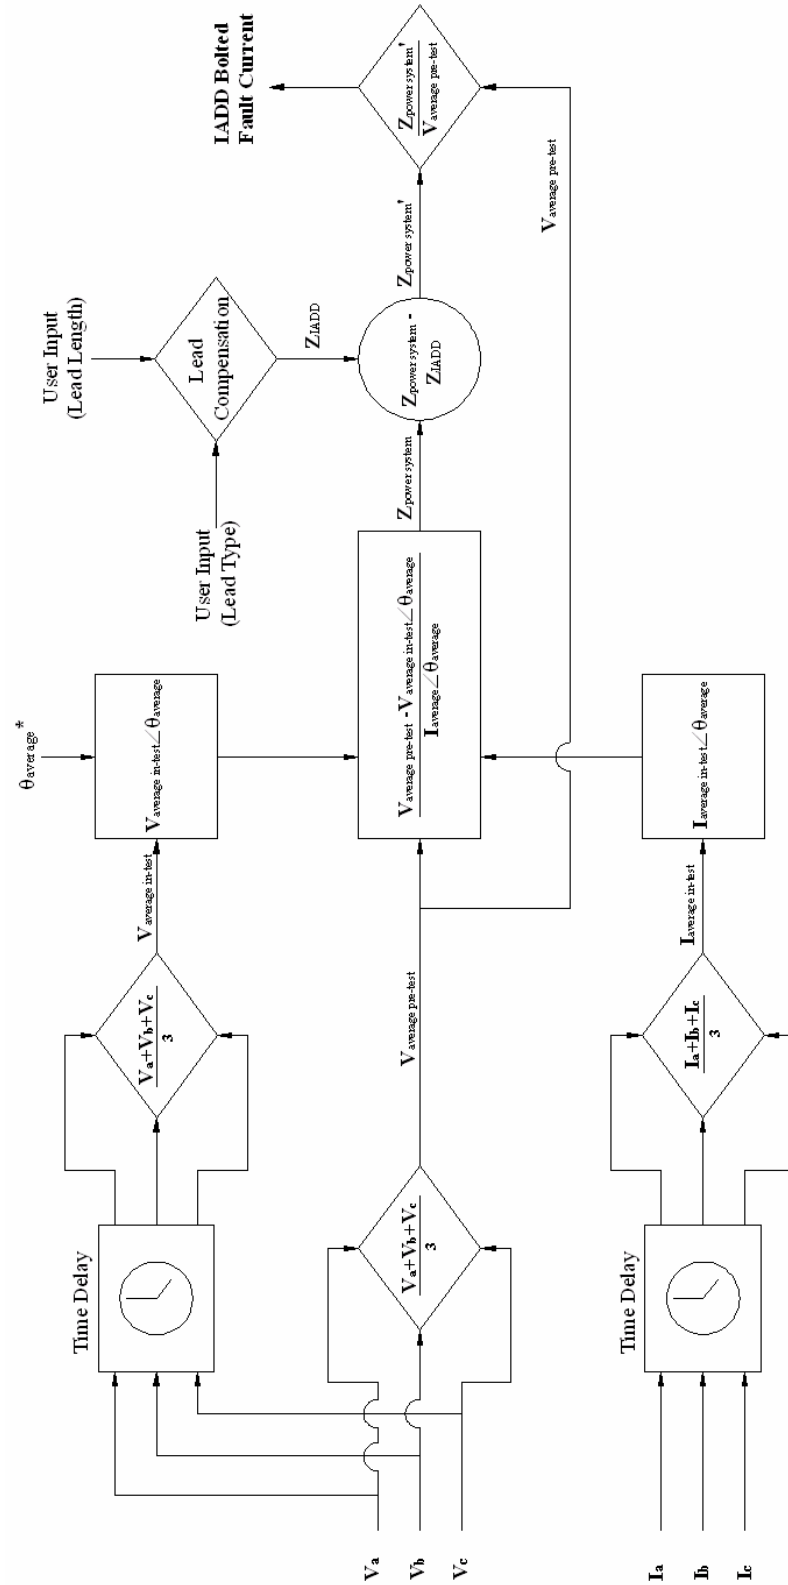 θaverage*
User Input
(Lead Length)
Time Delay
Va+Vb+Vc
3
Vaverage in-test
Vaverage in-test∠θaverage
User Input
(Lead Type)
Lead
Compensation
ZIADD
IADD Bolted
Fault Current
Va
Vb
Vc
Va+Vb+Vc
3
Vaverage pre-test
Vaverage pre-test - Vaverage in-test∠θaverage
Iaverage∠θaverage
Zpower system
Zpower system -
ZIADD
Zpower system'
Zpower system'
Vaverage pre-test
Vaverage pre-test
Ia
Ib
Ic
Time Delay
Ia+Ib+Ic
3
Iaverage in-test
Iaverage in-test∠θaverage